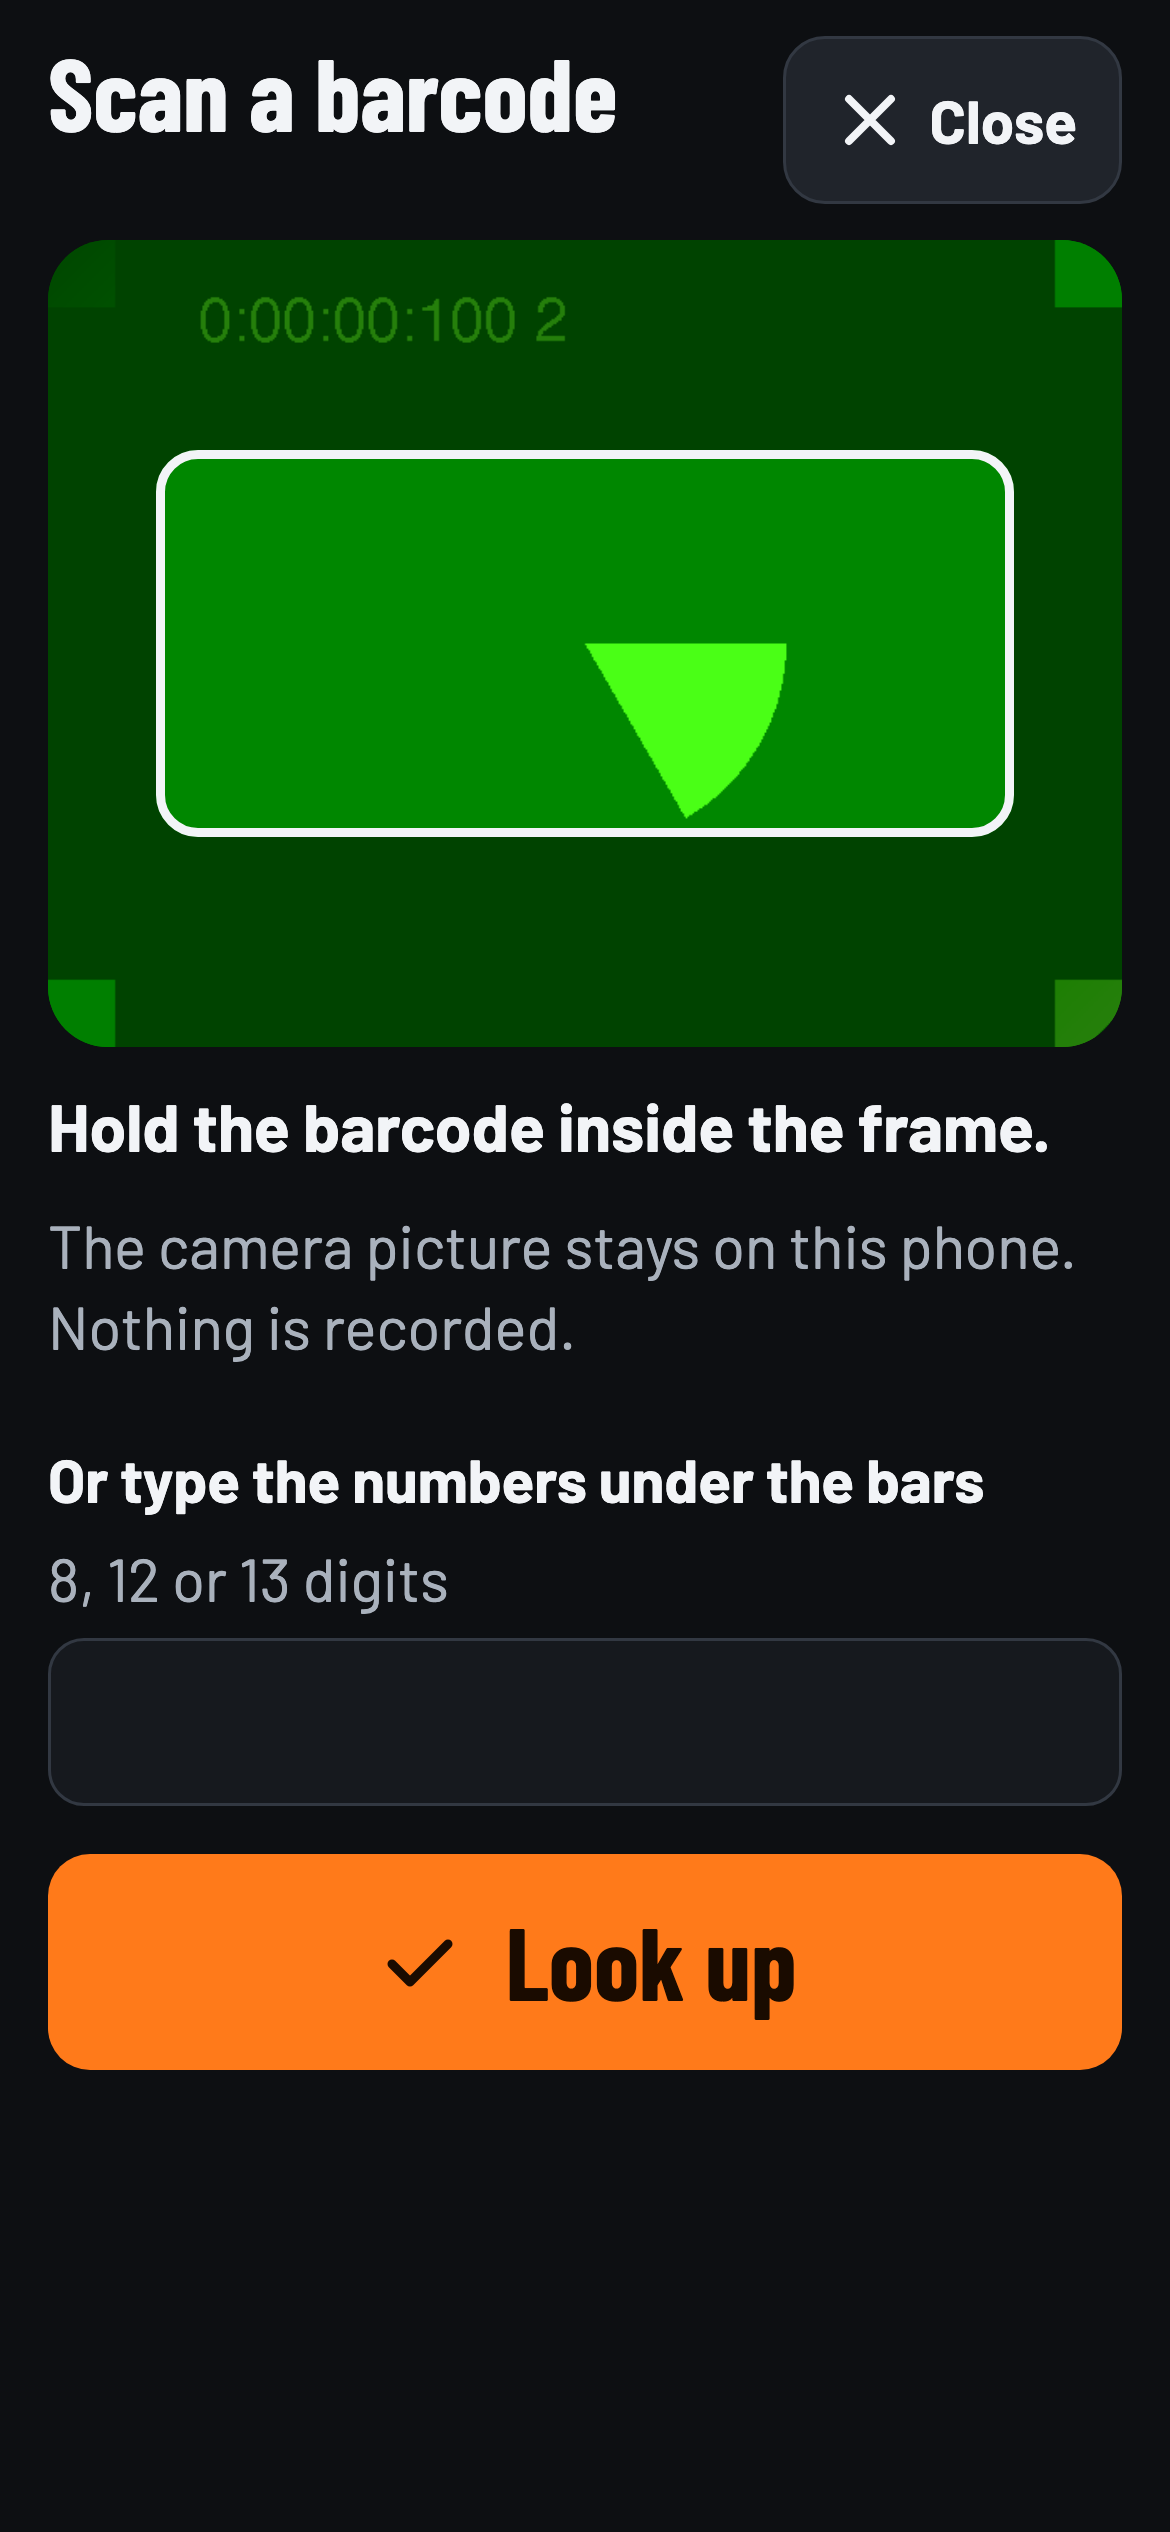 Scan a barcode
Close
0:00:00:100 2
Hold the barcode inside the frame.
The camera picture stays on this phone.
Nothing is recorded.
Or type the numbers under the bars
8, 12 or 13 digits
Look up